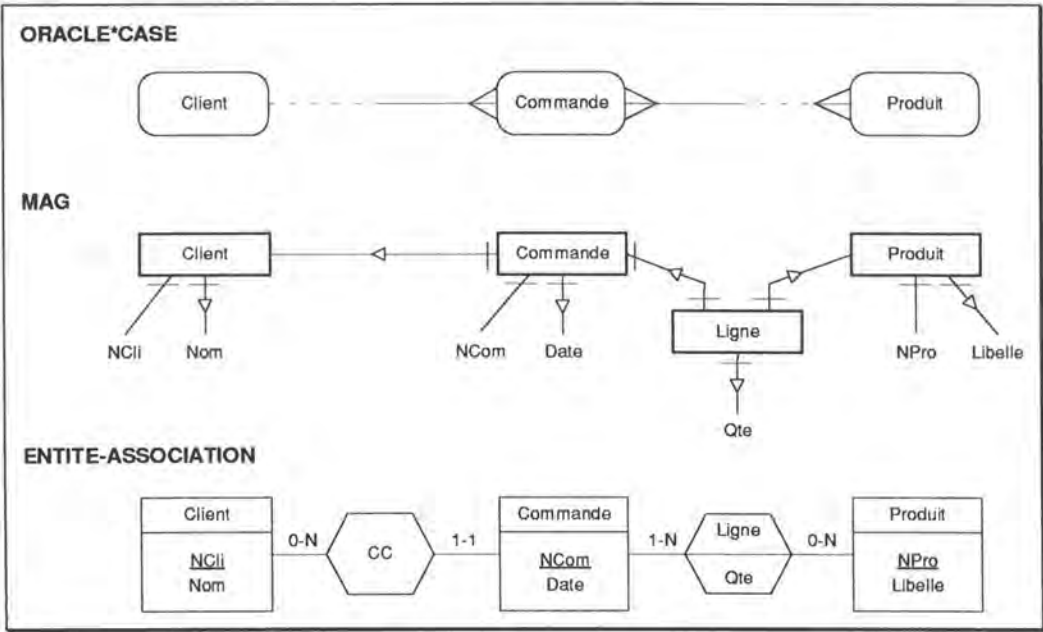 ORACLE*CASE
Client Commande Produit
MAG
Client Commande Produit
Ligne
NCli Nom NCom Date NPro Libelle
Qte
ENTITE-ASSOCIATION
Client Commande Ligne Produit
0-N CC 1-1 1-N 0-N
NCli NCom Qte NPro
Nom Date Libelle